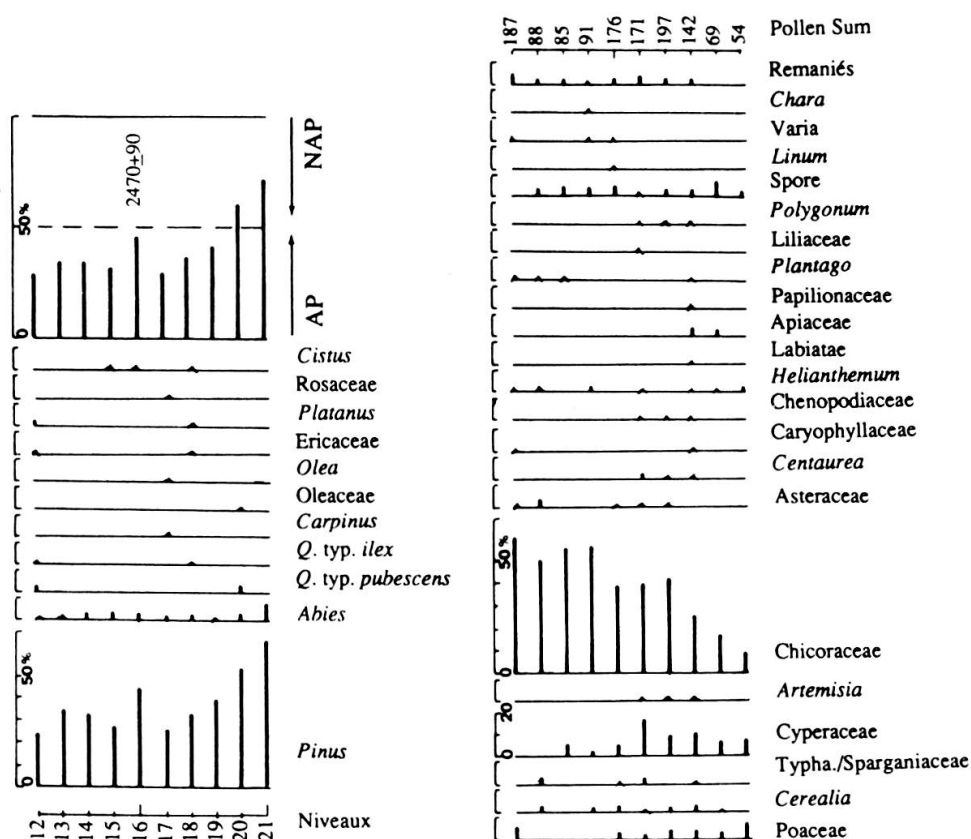 NAP
AP
2470±90
50%
0
Cistus
Rosaceae
Platanus
Ericaceae
Olea
Oleaceae
Carpinus
Q. typ. ilex
Q. typ. pubescens
Abies
50%
0
Pinus
12 13 14 15 16 17 18 19 20 21
Niveaux
187 88 85 91 176 171 197 142 69 54
Pollen Sum
Remaniés
Chara
Varia
Linum
Spore
Polygonum
Liliaceae
Plantago
Papilionaceae
Apiaceae
Labiatae
Helianthemum
Chenopodiaceae
Caryophyllaceae
Centaurea
Asteraceae
50%
0
Chicoraceae
Artemisia
20
0
Cyperaceae
Typha./Sparganiaceae
Cerealia
Poaceae